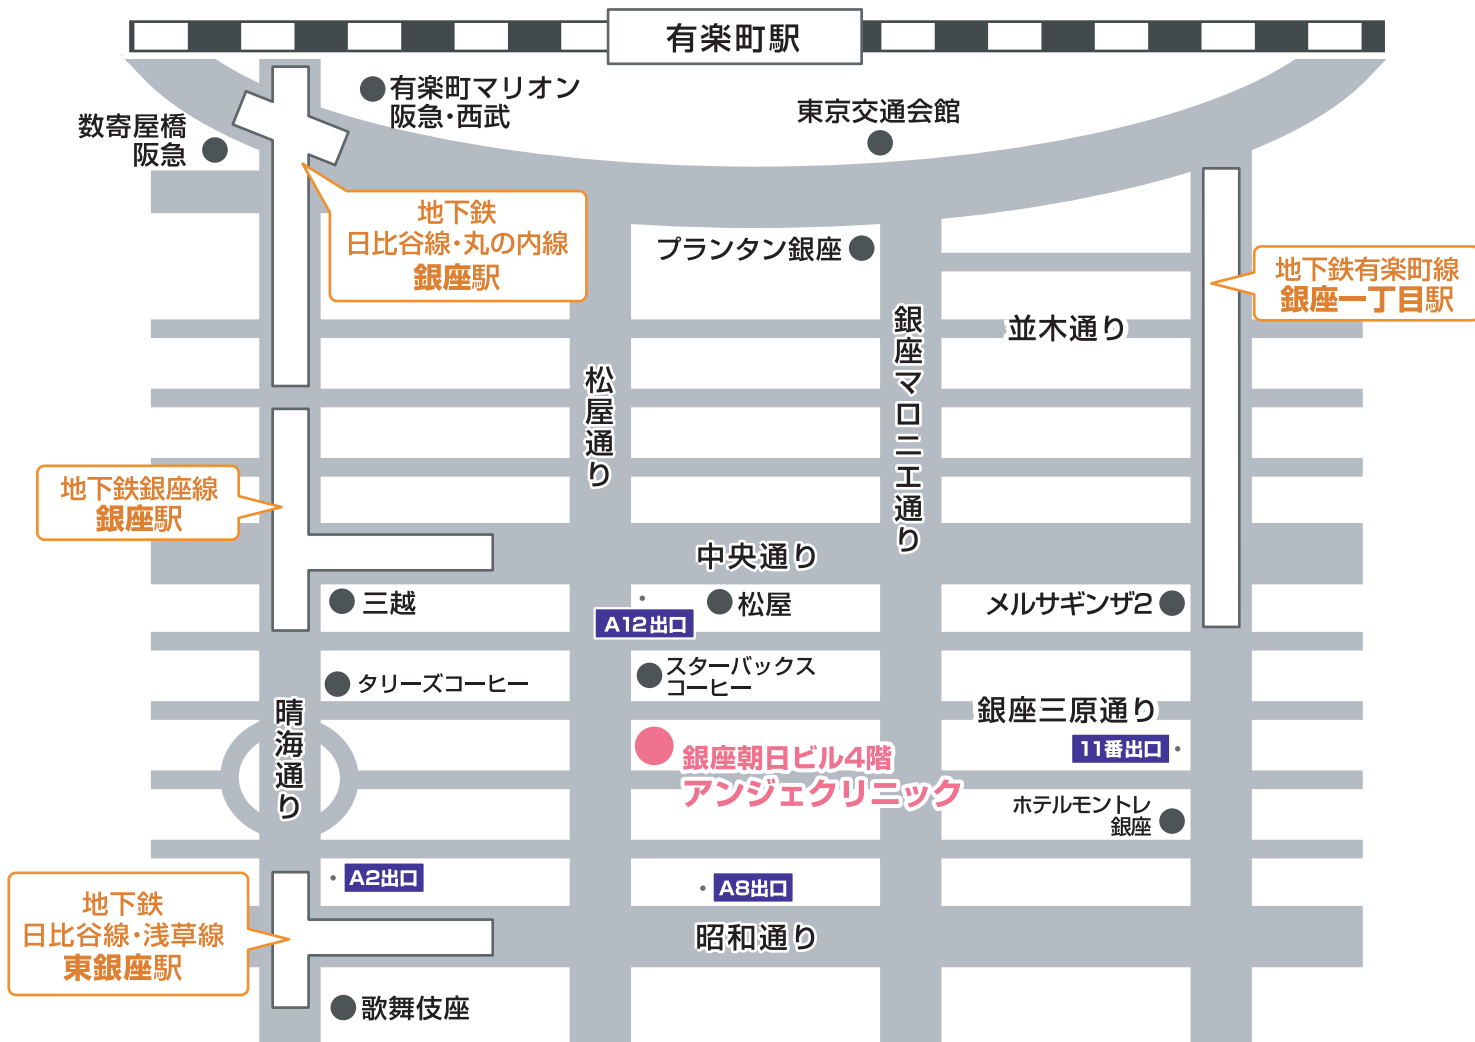 有楽町駅
有楽町マリオン
阪急・西武
東京交通会館
数寄屋橋
阪急
地下鉄
日比谷線・丸の内線
銀座駅
プランタン銀座
地下鉄有楽町線
銀座一丁目駅
並木通り
銀座マロニエ通り
松屋通り
地下鉄銀座線
銀座駅
中央通り
三越
A12出口
松屋
メルサギンザ2
タリーズコーヒー
スターバックス
コーヒー
晴海通り
銀座三原通り
11番出口
銀座朝日ビル4階
アンジェクリニック
ホテルモントレ
銀座
A2出口
A8出口
地下鉄
日比谷線・浅草線
東銀座駅
昭和通り
歌舞伎座